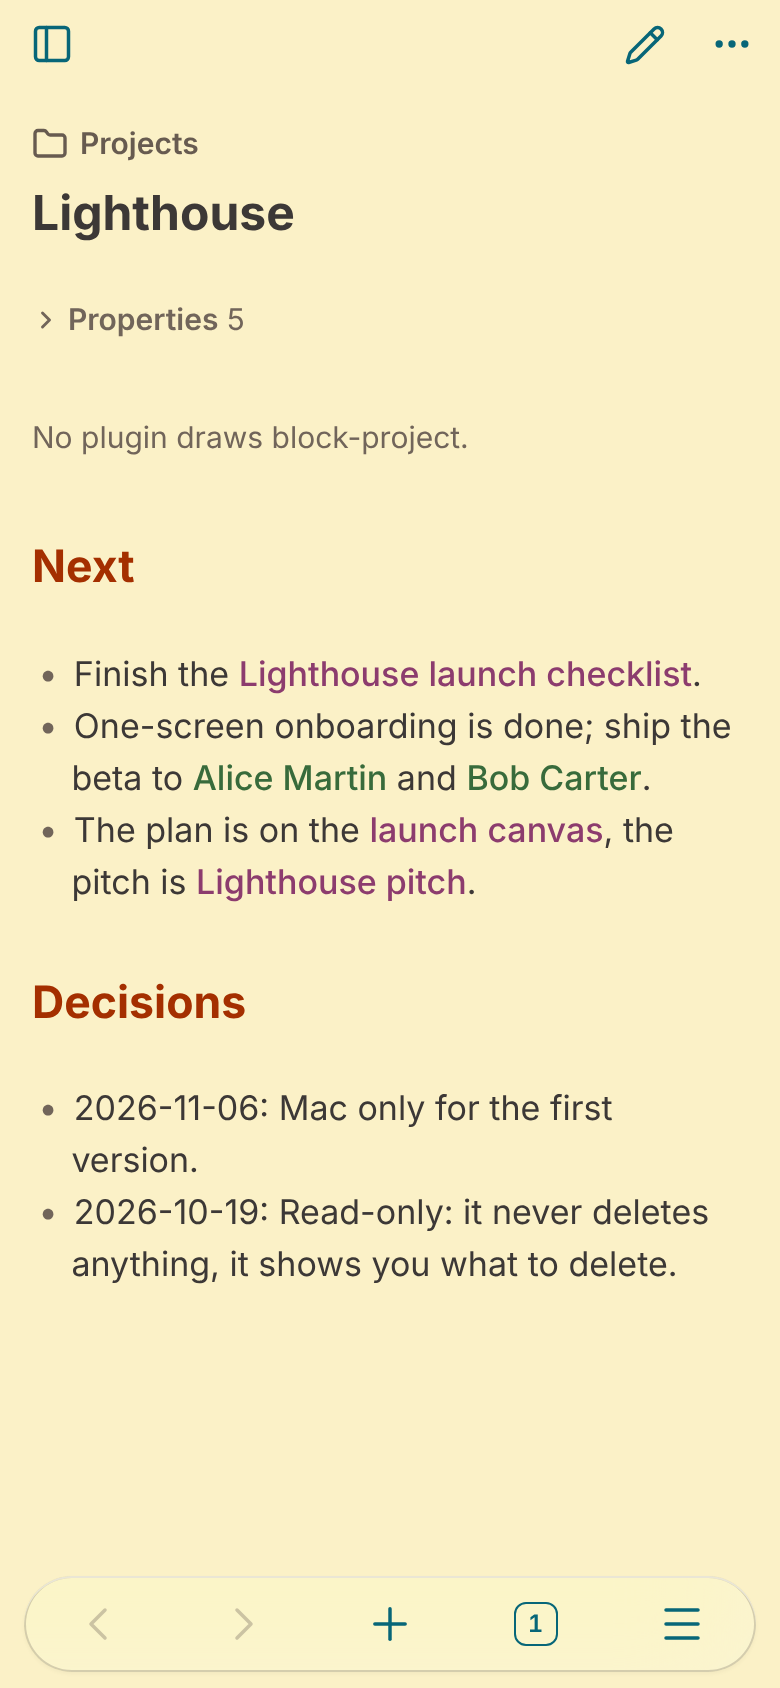 Projects
Lighthouse
Properties 5
No plugin draws block-project.
Next
• Finish the Lighthouse launch checklist.
• One-screen onboarding is done; ship the
beta to Alice Martin and Bob Carter.
• The plan is on the launch canvas, the
pitch is Lighthouse pitch.
Decisions
• 2026-11-06: Mac only for the first
version.
• 2026-10-19: Read-only: it never deletes
anything, it shows you what to delete.
1